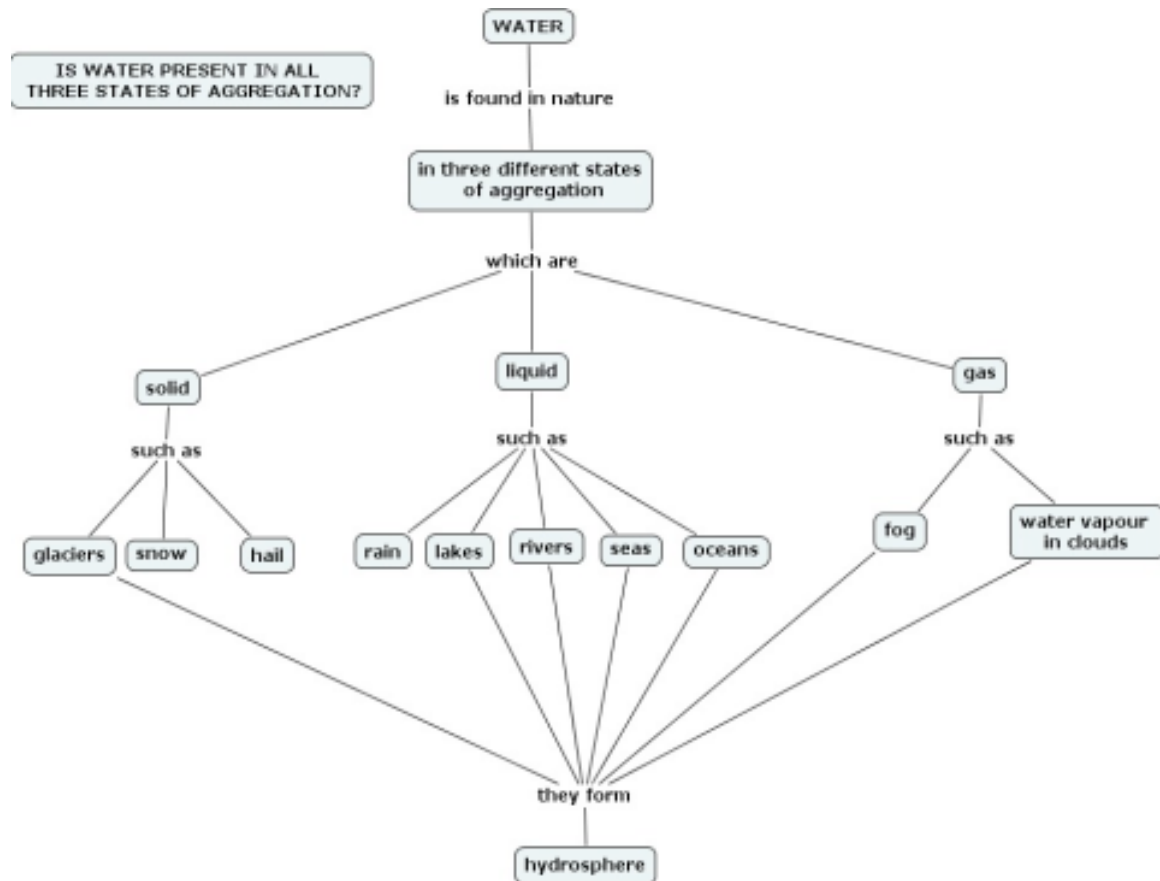 WATER
IS WATER PRESENT IN ALL
THREE STATES OF AGGREGATION?
is found in nature
in three different states
of aggregation
which are
solid
liquid
gas
such as
such as
such as
glaciers
snow
hail
rain
lakes
rivers
seas
oceans
fog
water vapour
in clouds
they form
hydrosphere